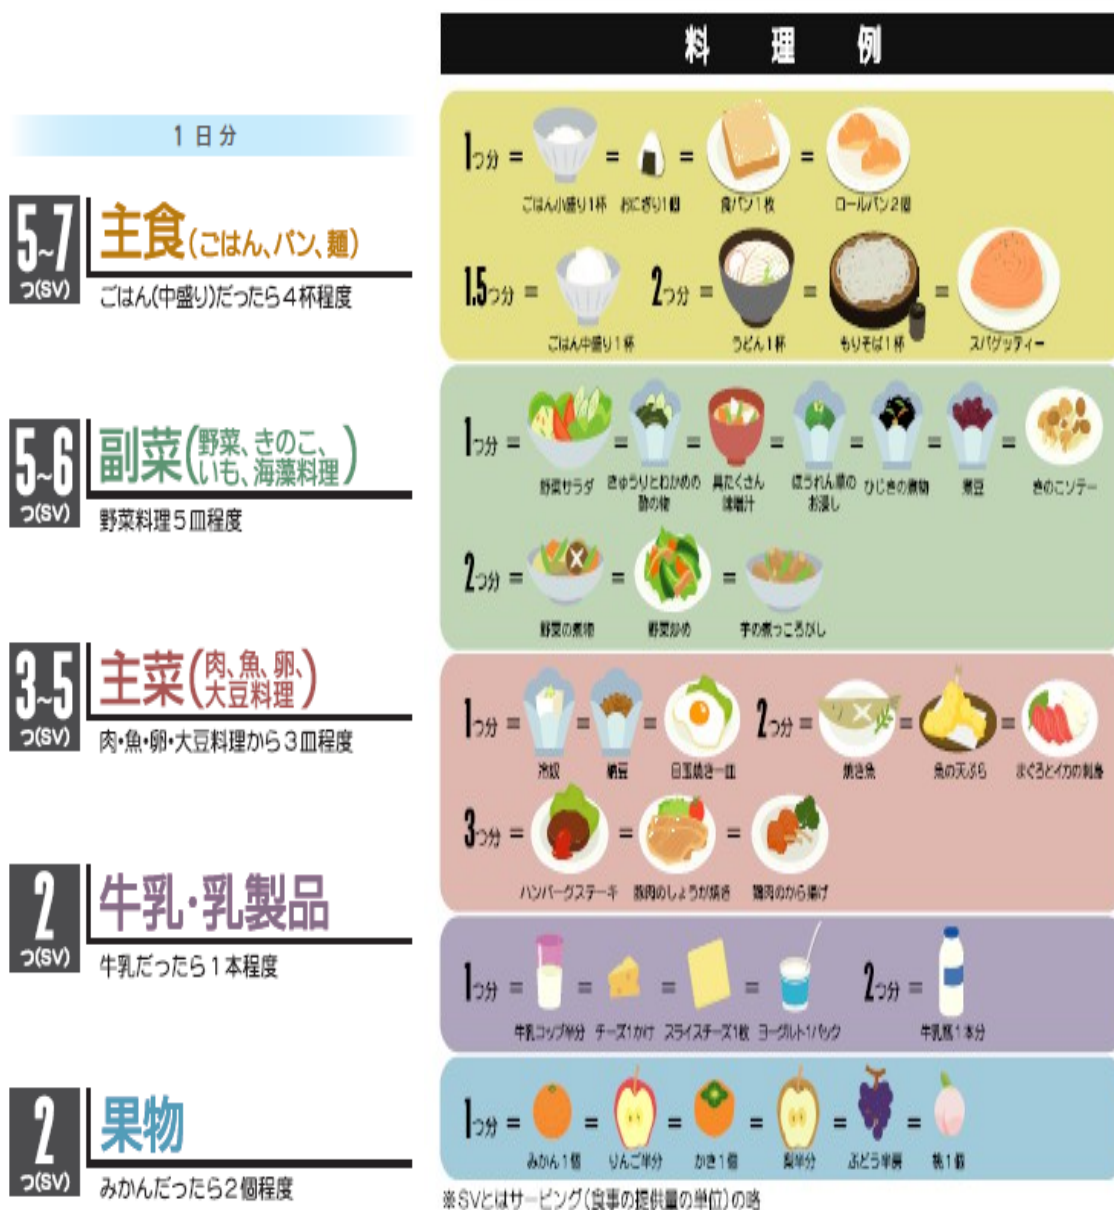 料理例
1日分
5~7
つ(SV)
主食(ごはん、パン、麺)
ごはん(中盛り)だったら4杯程度
1つ分 = = = =
ごはん小盛り1杯 おにぎり1個 食パン1枚 ロールパン2個
1.5つ分 = 2つ分 = = =
ごはん中盛り1杯 うどん1杯 もりそば1杯 スパゲッティー
5~6
つ(SV)
副菜(野菜、きのこ、
いも、海藻料理)
野菜料理5皿程度
1つ分 = = = = = = =
野菜サラダ きゅうりとわかめの
酢の物 具たくさん
味噌汁 ほうれん草の
お浸し ひじきの煮物 煮豆 きのこソテー
2つ分 = = =
野菜の煮物 野菜炒め 芋の煮っころがし
3~5
つ(SV)
主菜(肉、魚、卵、
大豆料理)
肉・魚・卵・大豆料理から3皿程度
1つ分 = = = 2つ分 = = =
冷奴 納豆 目玉焼き一皿 焼き魚 魚の天ぷら まぐろとイカの刺身
3つ分 = = =
ハンバーグステーキ 豚肉のしょうが焼き 鶏肉のから揚げ
2
つ(SV)
牛乳・乳製品
牛乳だったら1本程度
1つ分 = = = = 2つ分 =
牛乳コップ半分 チーズ1かけ スライスチーズ1枚 ヨーグルト1パック 牛乳瓶1本分
2
つ(SV)
果物
みかんだったら2個程度
1つ分 = = = = = =
みかん1個 りんご半分 かき1個 梨半分 ぶどう半房 桃1個
※SVとはサービング(食事の提供量の単位)の略